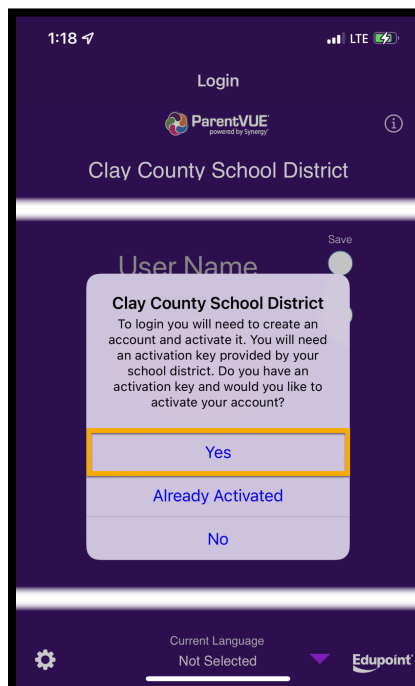 1:18
LTE
Login
ParentVUE
powered by Synergy
Clay County School District
Save
User Name
Clay County School District
To login you will need to create an
account and activate it. You will need
an activation key provided by your
school district. Do you have an
activation key and would you like to
activate your account?
Yes
Already Activated
No
Current Language
Not Selected
Edupoint